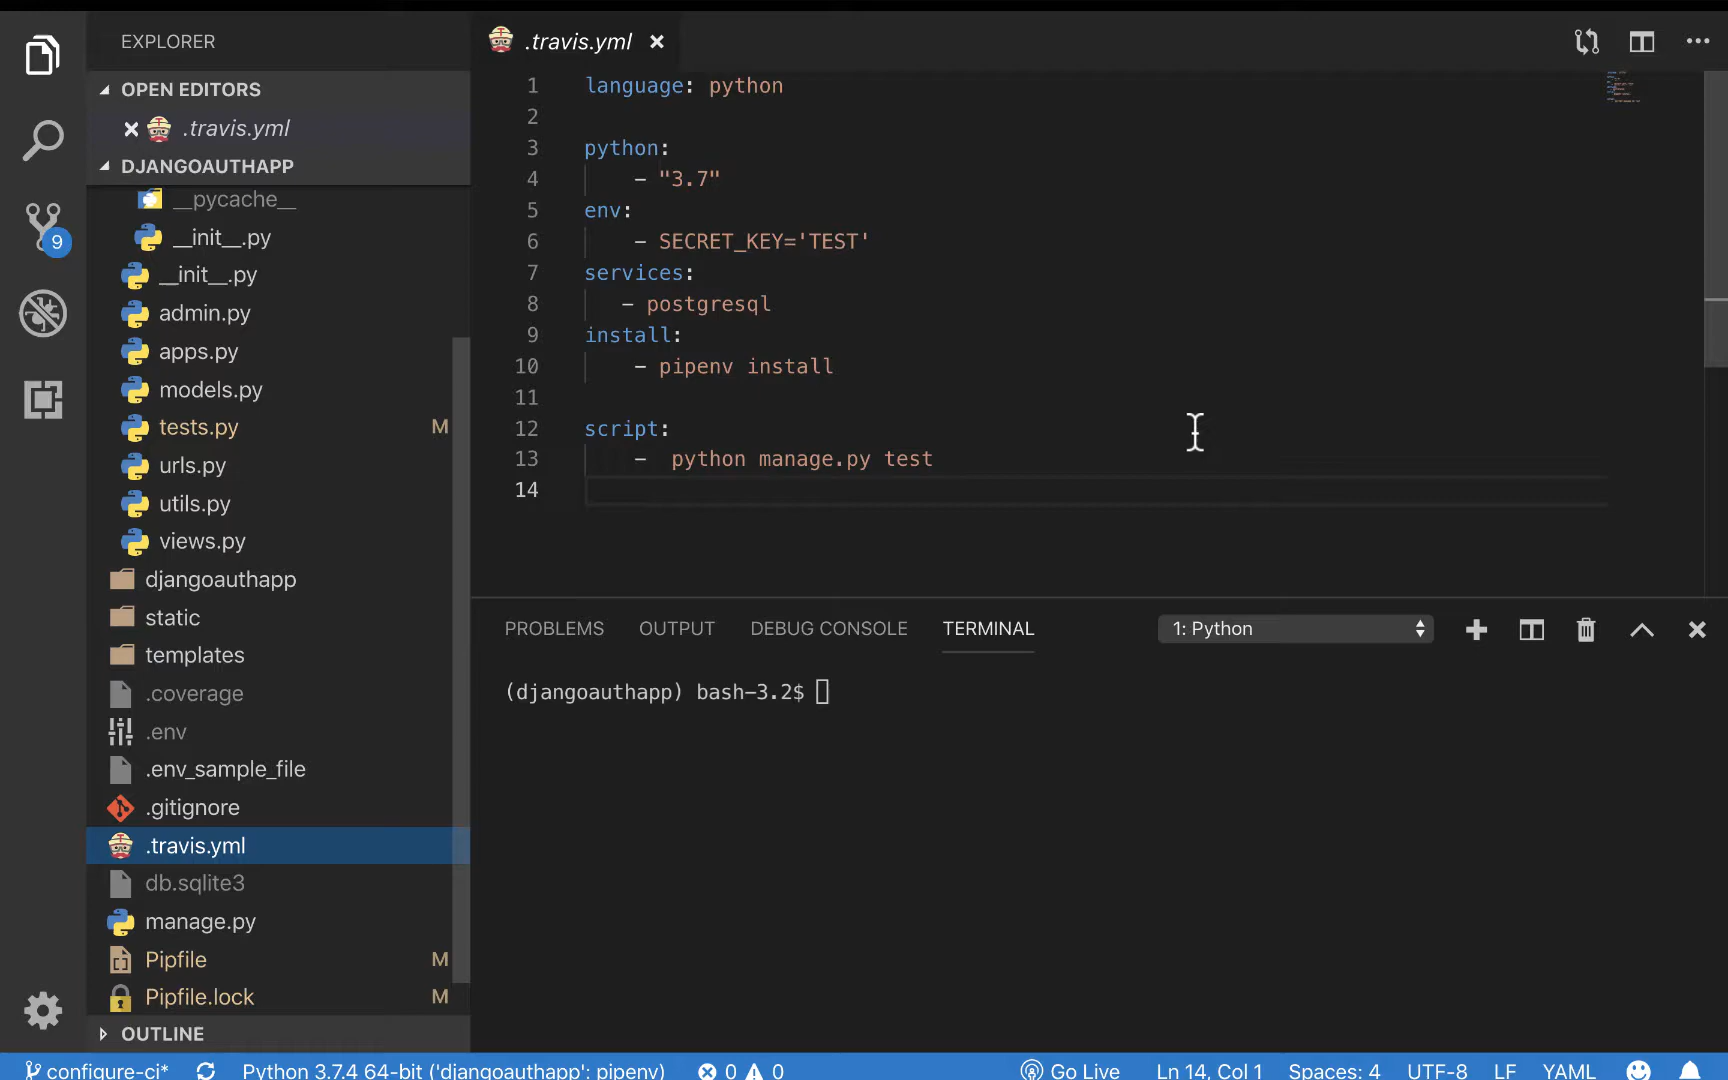 EXPLORER
OPEN EDITORS
.travis.yml
DJANGOAUTHAPP
__pycache__
__init__.py
__init__.py
admin.py
apps.py
models.py
tests.py M
urls.py
utils.py
views.py
djangoauthapp
static
templates
.coverage
.env
.env_sample_file
.gitignore
.travis.yml
db.sqlite3
manage.py
Pipfile M
Pipfile.lock M
OUTLINE
9
.travis.yml
1 language: python
2
3 python:
4 - "3.7"
5 env:
6 - SECRET_KEY='TEST'
7 services:
8 - postgresql
9 install:
10 - pipenv install
11
12 script:
13 - python manage.py test
14
PROBLEMS OUTPUT DEBUG CONSOLE TERMINAL 1: Python
(djangoauthapp) bash-3.2$
configure-ci* Python 3.7.4 64-bit ('djangoauthapp': pipenv) 0 0 Go Live Ln 14, Col 1 Spaces: 4 UTF-8 LF YAML